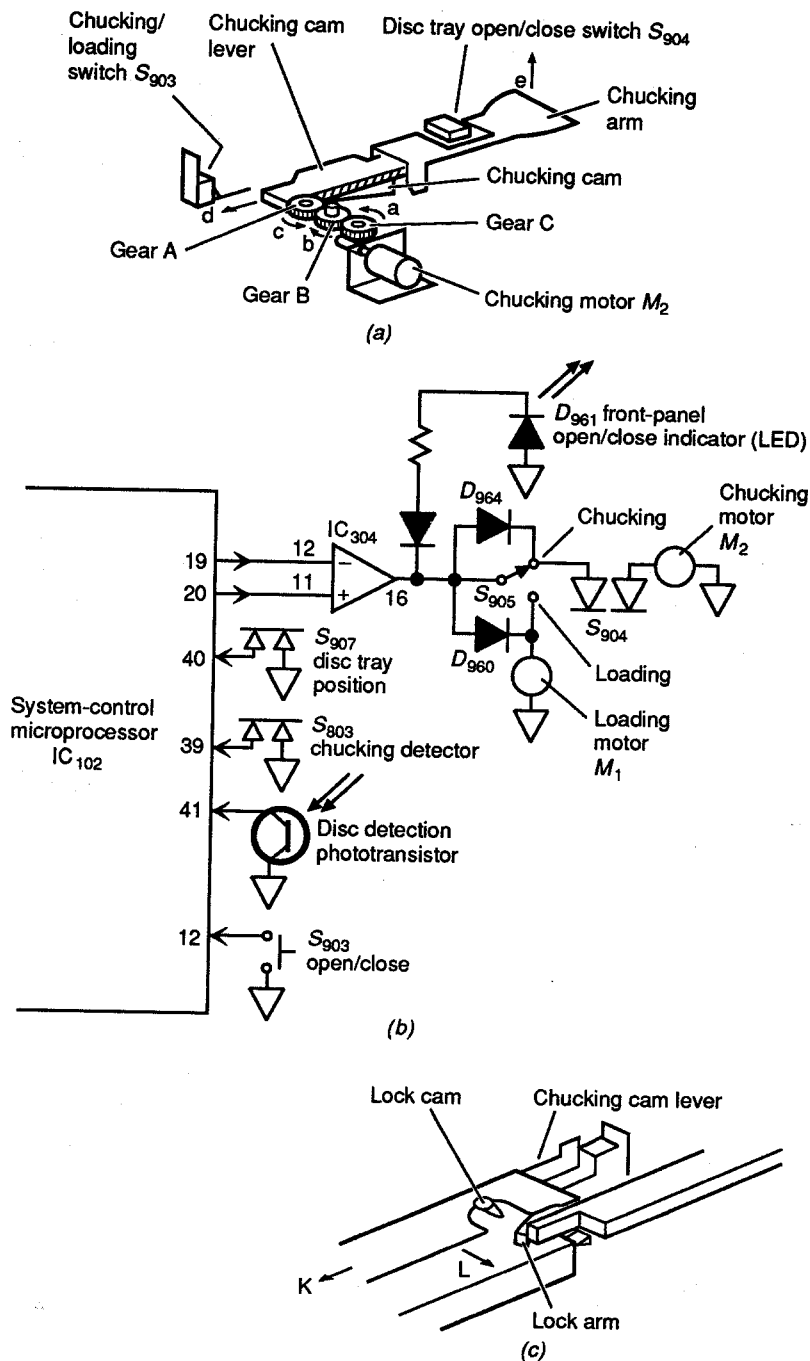 Chucking/
loading
switch S903
Chucking cam
lever
Disc tray open/close switch S904
e
Chucking
arm
Chucking cam
d
a
Gear A
c
b
Gear C
Gear B
Chucking motor M2
(a)
D961 front-panel
open/close indicator (LED)
D964
Chucking
Chucking
motor
M2
IC304
19
12
−
20
11
+
16
S905
S904
40
S907
disc tray
position
D960
Loading
System-control
microprocessor
IC102
39
S803
chucking detector
Loading
motor
M1
41
Disc detection
phototransistor
12
S903
open/close
(b)
Lock cam
Chucking cam lever
K
L
Lock arm
(c)